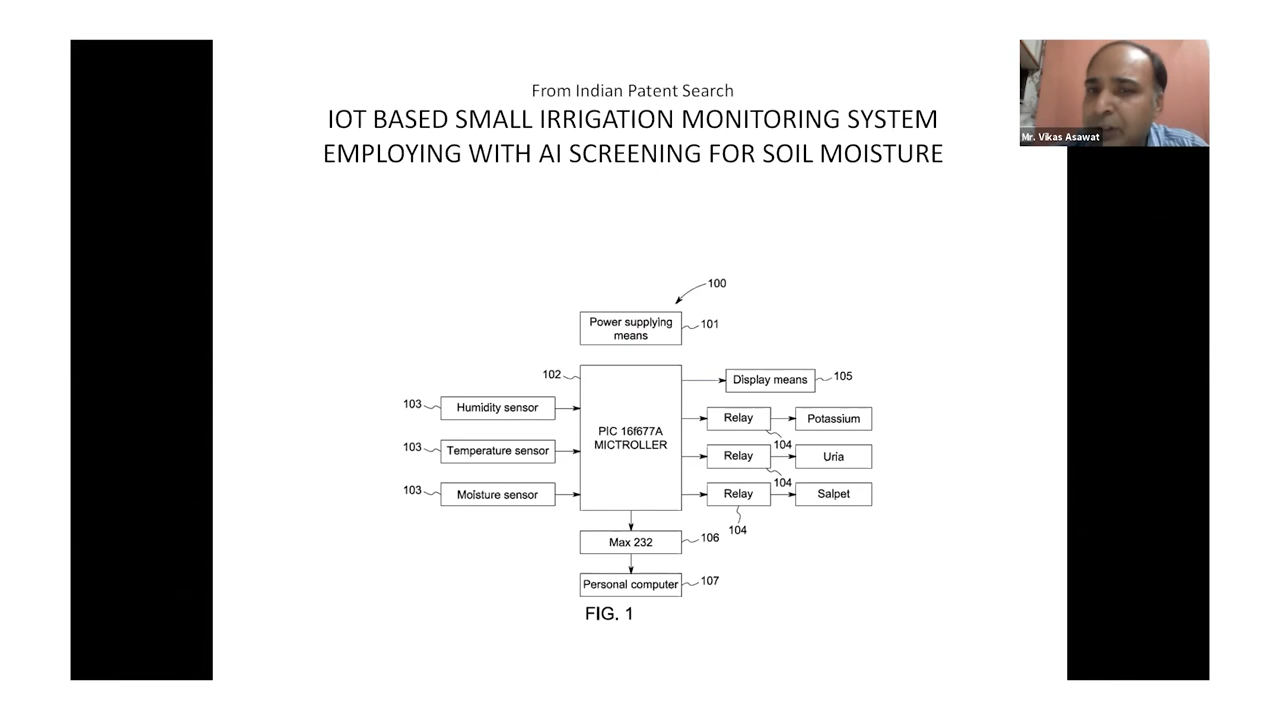 From Indian Patent Search
IOT BASED SMALL IRRIGATION MONITORING SYSTEM
EMPLOYING WITH AI SCREENING FOR SOIL MOISTURE
Mr. Vikas Asawat
100
Power supplying
means
101
102
PIC 16f677A
MICTROLLER
Display means
105
103
Humidity sensor
Relay
104
Potassium
103
Temperature sensor
Relay
104
Uria
103
Moisture sensor
Relay
104
Salpet
Max 232
106
Personal computer
107
FIG. 1